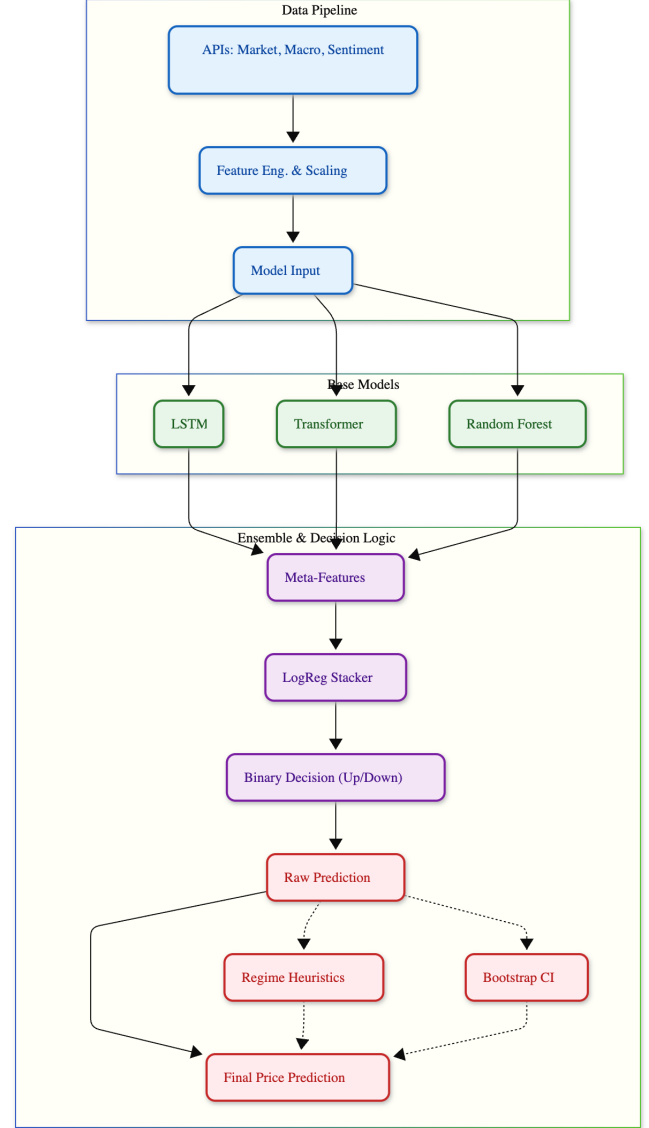 Data Pipeline
APIs: Market, Macro, Sentiment
Feature Eng. & Scaling
Model Input
Base Models
LSTM
Transformer
Random Forest
Ensemble & Decision Logic
Meta-Features
LogReg Stacker
Binary Decision (Up/Down)
Raw Prediction
Regime Heuristics
Bootstrap CI
Final Price Prediction